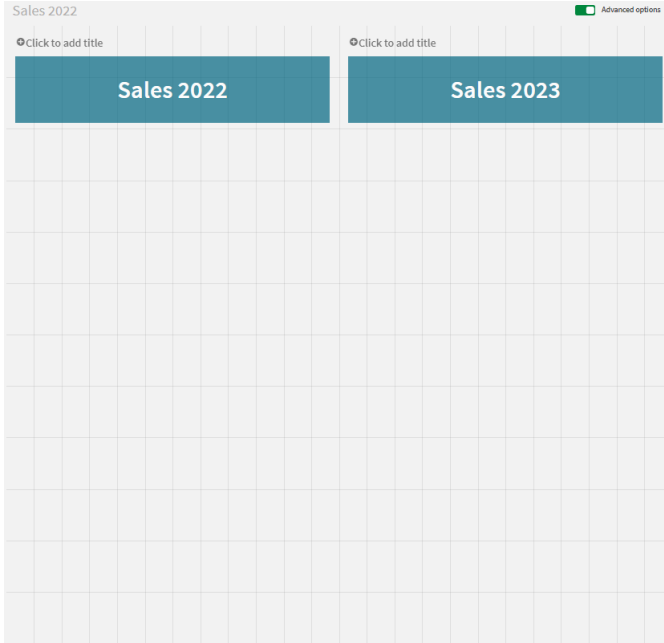 Sales 2022
Advanced options
Click to add title
Click to add title
Sales 2022
Sales 2023